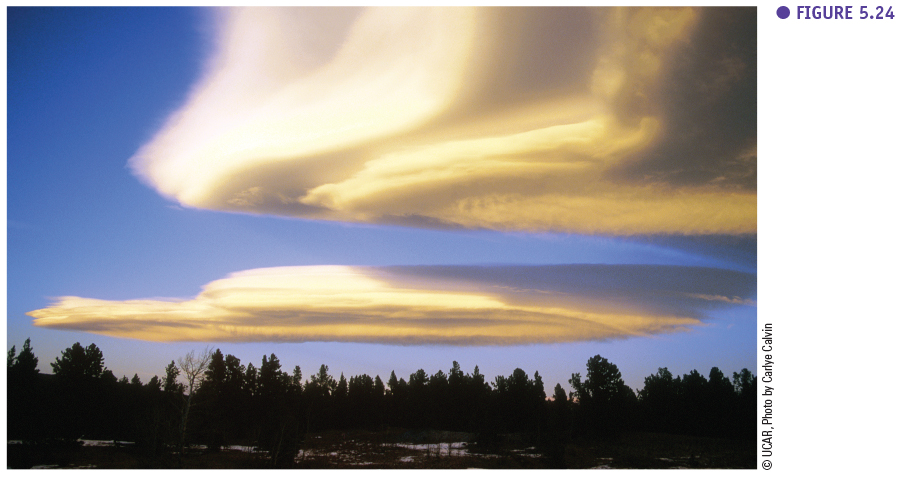 ● FIGURE 5.24
© UCAR, Photo by Carlye Calvin